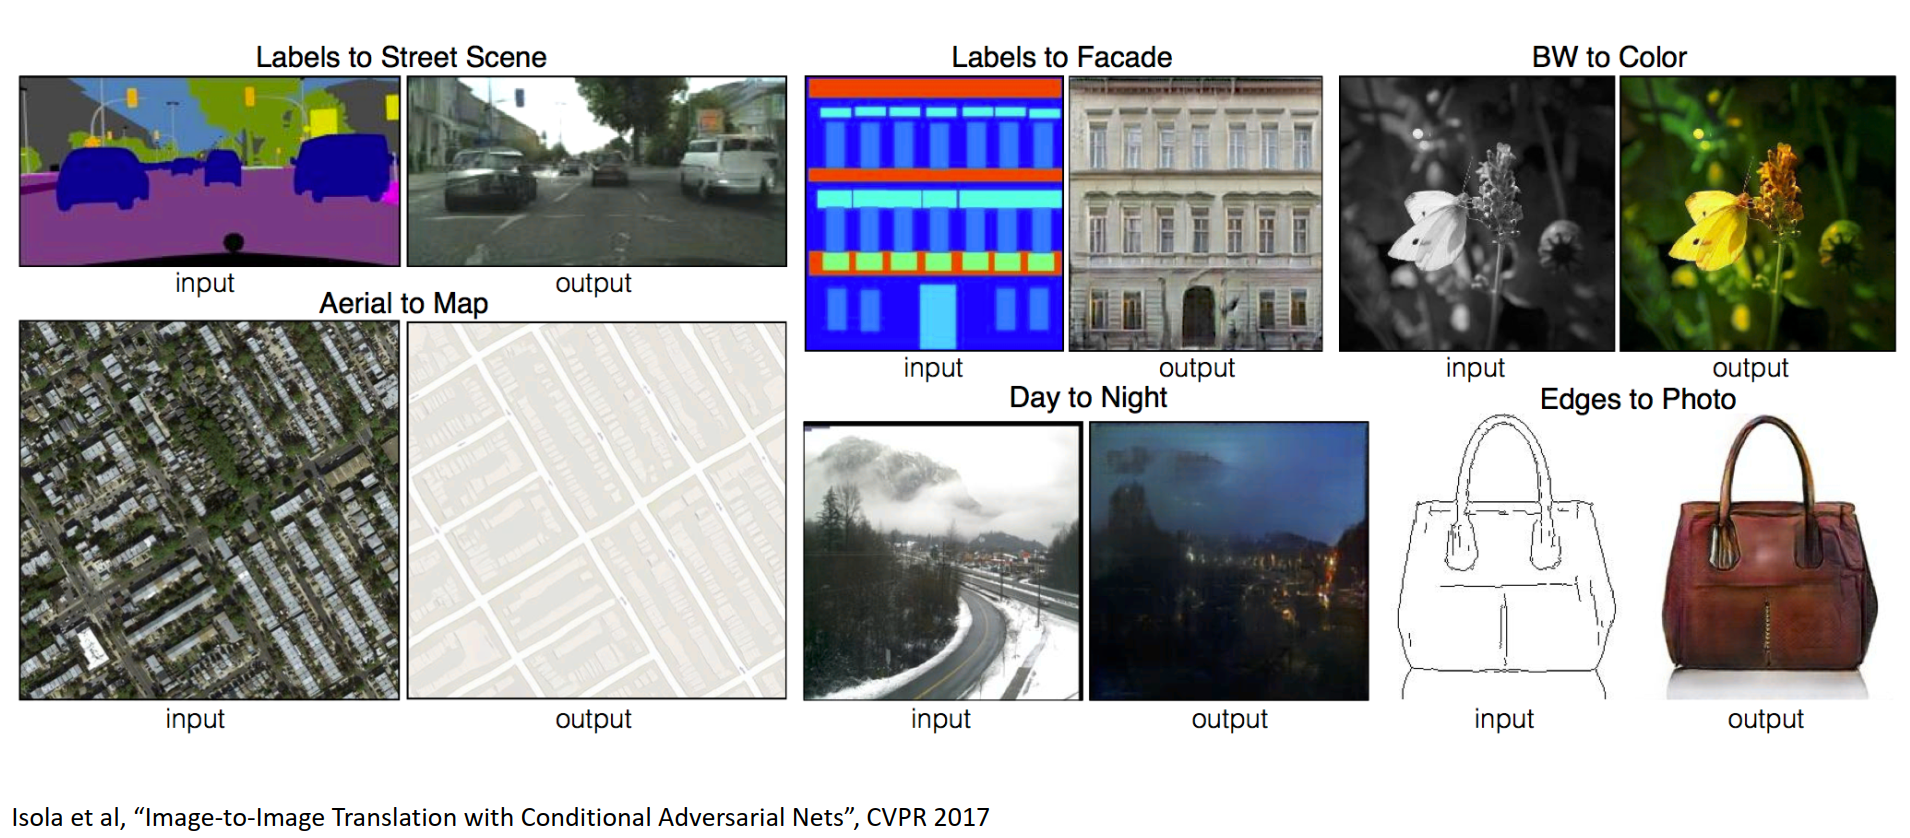 Labels to Street Scene
input
output
Aerial to Map
input
output
Labels to Facade
input
output
Day to Night
input
output
BW to Color
input
output
Edges to Photo
input
output
Isola et al, “Image-to-Image Translation with Conditional Adversarial Nets”, CVPR 2017